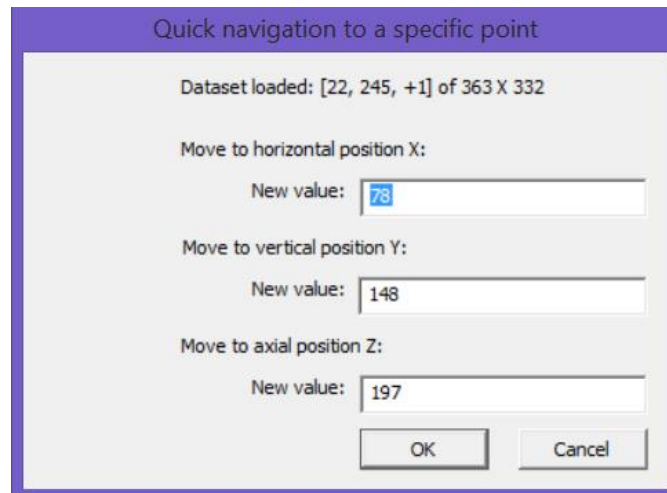 Quick navigation to a specific point
Dataset loaded: [22, 245, +1] of 363 X 332
Move to horizontal position X:
New value: 78
Move to vertical position Y:
New value: 148
Move to axial position Z:
New value: 197
OK Cancel